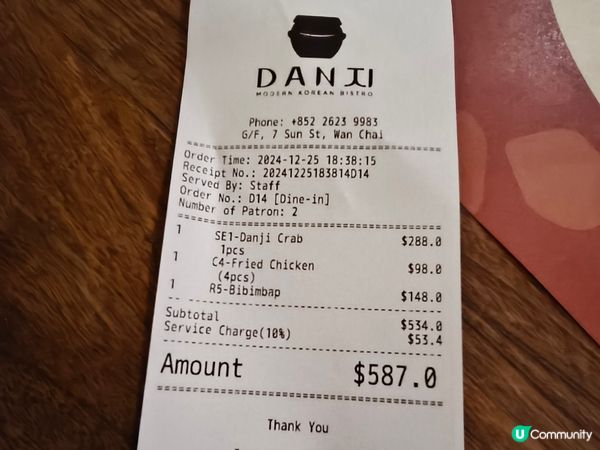 DANJI
MODERN KOREAN BISTRO
Phone: +852 2623 9983
G/F, 7 Sun St, Wan Chai
Order Time: 2024-12-25 18:38:15
Receipt No.: 20241225183814D14
Served By: Staff
Order No.: D14 [Dine-in]
Number of Patron: 2
1 SE1-Danji Crab $288.0
1pcs
1 C4-Fried Chicken $98.0
(4pcs)
1 R5-Bibimbap $148.0
Subtotal $534.0
Service Charge(10%) $53.4
Amount $587.0
Thank You
U Community